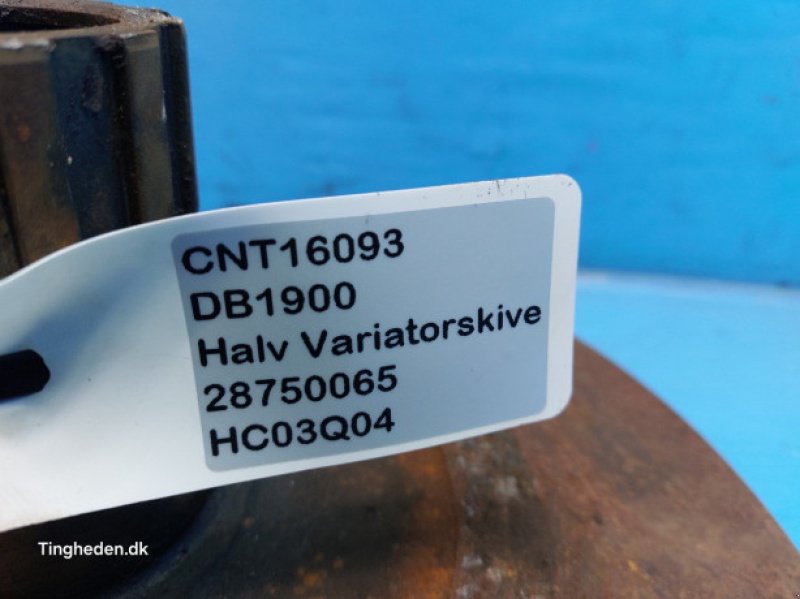 CNT16093
DB1900
Halv Variatorskive
28750065
HC03Q04
Tingheden.dk